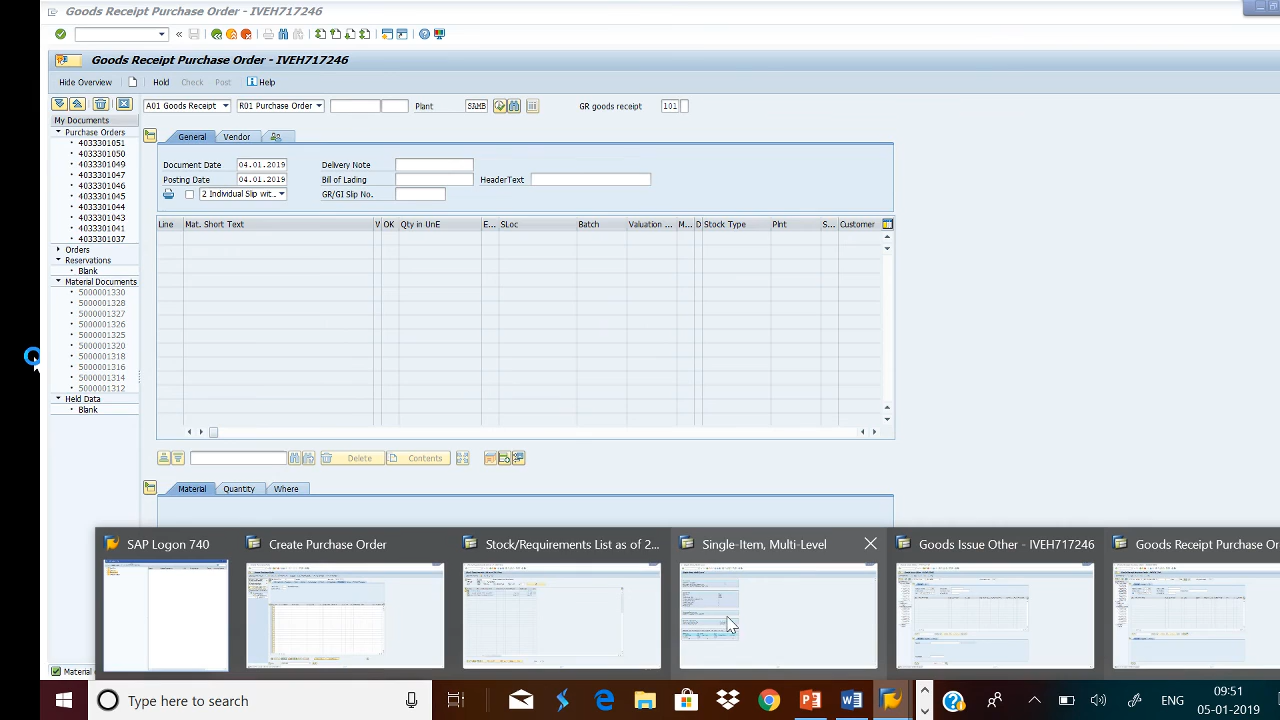 Goods Receipt Purchase Order - IVEH717246
Goods Receipt Purchase Order - IVEH717246
Hide Overview Hold Check Post Help
A01 Goods Receipt R01 Purchase Order Plant SAMB GR goods receipt 101
My Documents
Purchase Orders
4033301051
4033301050
4033301049
4033301047
4033301046
4033301045
4033301044
4033301043
4033301041
4033301037
Orders
Reservations
Blank
Material Documents
5000001330
5000001328
5000001327
5000001326
5000001325
5000001320
5000001318
5000001316
5000001314
5000001312
Held Data
Blank
General Vendor
Document Date 04.01.2019 Delivery Note
Posting Date 04.01.2019 Bill of Lading HeaderText
2 Individual Slip wit... GR/GI Slip No.
Line Mat. Short Text V OK Qty in UnE E... SLoc Batch Valuation ... M... D Stock Type Plnt S... Customer
Delete Contents
Material Quantity Where
SAP Logon 740 Create Purchase Order Stock/Requirements List as of 2... Single-Item, Multi-Level Goods Issue Other - IVEH717246 Goods Receipt Purchase Or
Material
Type here to search ENG 09:51
05-01-2019